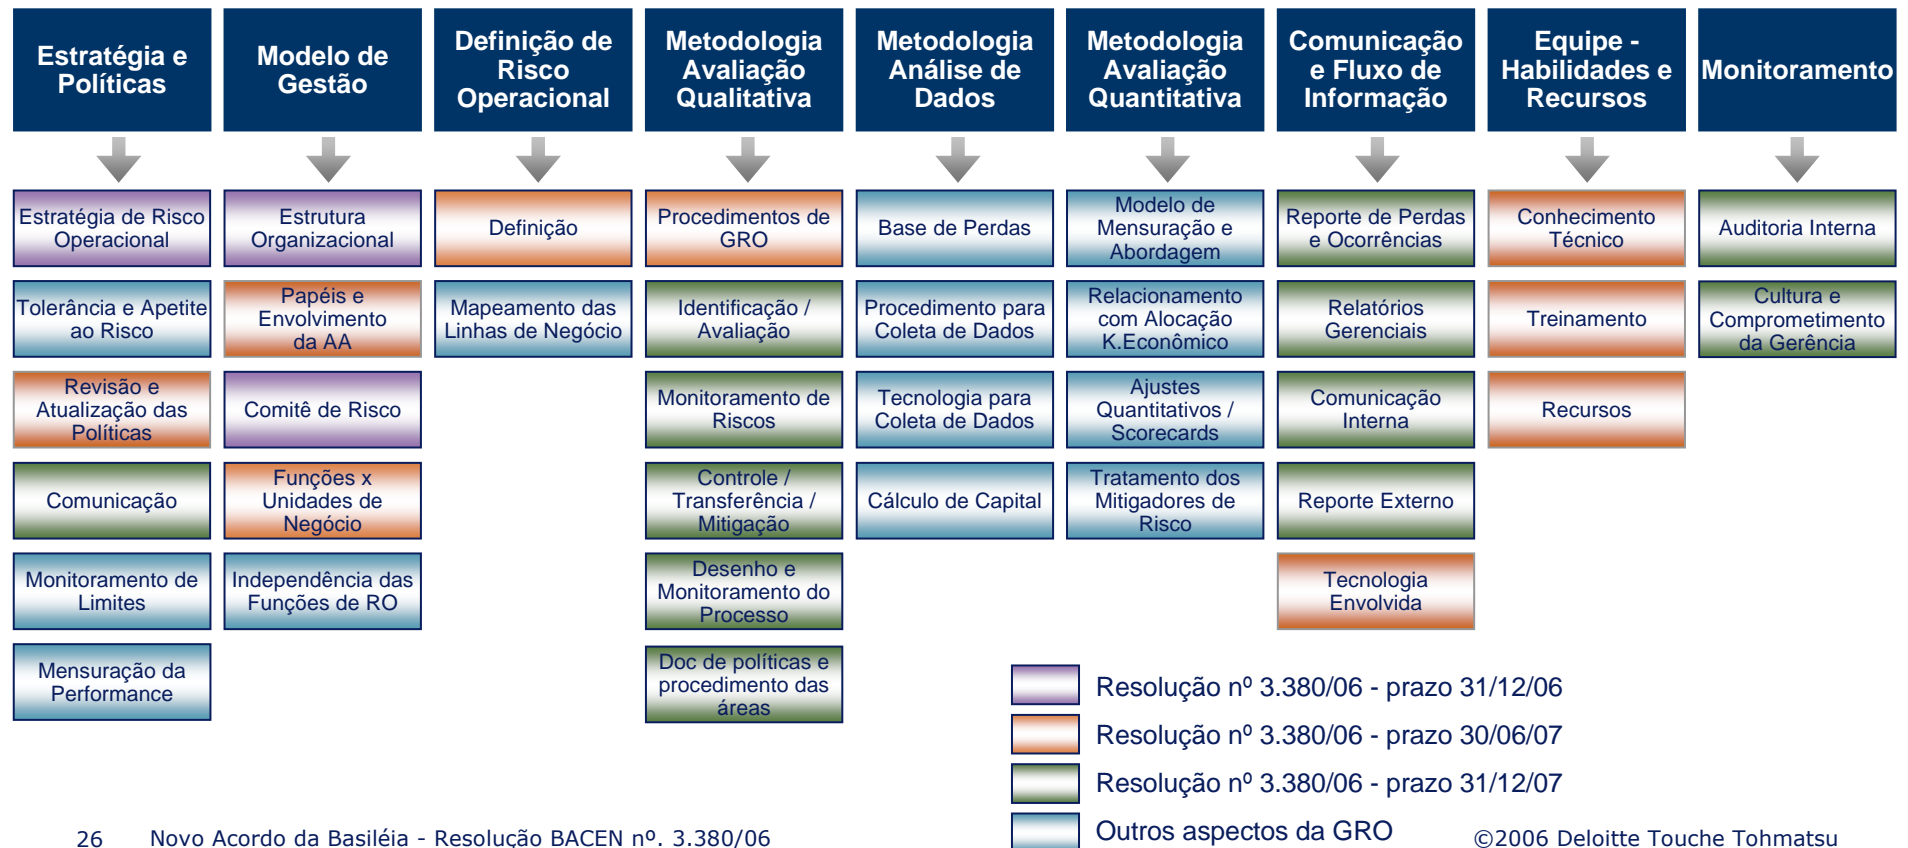 Estratégia e
Políticas
Modelo de
Gestão
Definição de
Risco
Operacional
Metodologia
Avaliação
Qualitativa
Metodologia
Análise de
Dados
Metodologia
Avaliação
Quantitativa
Comunicação
e Fluxo de
Informação
Equipe -
Habilidades e
Recursos
Monitoramento
Estratégia de Risco
Operacional
Tolerância e Apetite
ao Risco
Revisão e
Atualização das
Políticas
Comunicação
Monitoramento de
Limites
Mensuração da
Performance
Estrutura
Organizacional
Papéis e
Envolvimento
da AA
Comitê de Risco
Funções x
Unidades de
Negócio
Independência das
Funções de RO
Definição
Mapeamento das
Linhas de Negócio
Procedimentos de
GRO
Identificação /
Avaliação
Monitoramento de
Riscos
Controle /
Transferência /
Mitigação
Desenho e
Monitoramento do
Processo
Doc de políticas e
procedimento das
áreas
Base de Perdas
Procedimento para
Coleta de Dados
Tecnologia para
Coleta de Dados
Cálculo de Capital
Modelo de
Mensuração e
Abordagem
Relacionamento
com Alocação
K.Econômico
Ajustes
Quantitativos /
Scorecards
Tratamento dos
Mitigadores de
Risco
Reporte de Perdas
e Ocorrências
Relatórios
Gerenciais
Comunicação
Interna
Reporte Externo
Tecnologia
Envolvida
Conhecimento
Técnico
Treinamento
Recursos
Auditoria Interna
Cultura e
Comprometimento
da Gerência
Resolução nº 3.380/06 - prazo 31/12/06
Resolução nº 3.380/06 - prazo 30/06/07
Resolução nº 3.380/06 - prazo 31/12/07
Outros aspectos da GRO
26 Novo Acordo da Basiléia - Resolução BACEN nº. 3.380/06
©2006 Deloitte Touche Tohmatsu